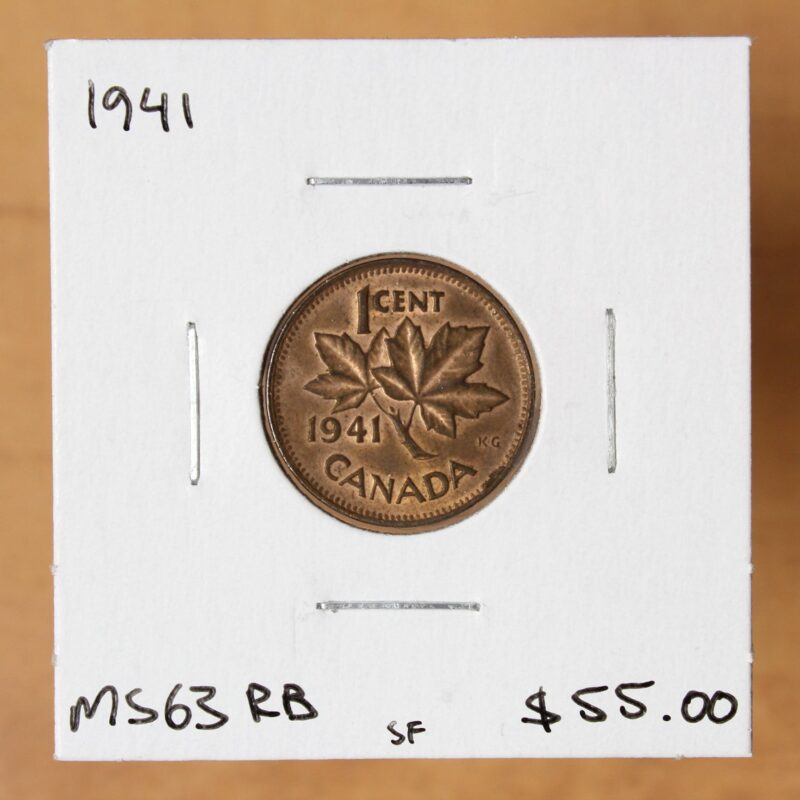 1941
1 CENT
1941
KG
CANADA
MS63 RB SF $55.00